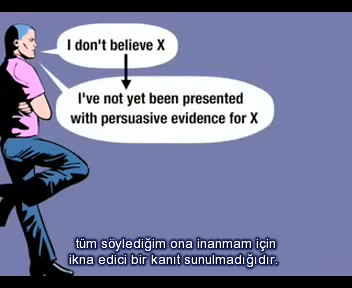 I don't believe X
I've not yet been presented
with persuasive evidence for X
tüm söylediğim ona inanmam için
ikna edici bir kanıt sunulmadığıdır.